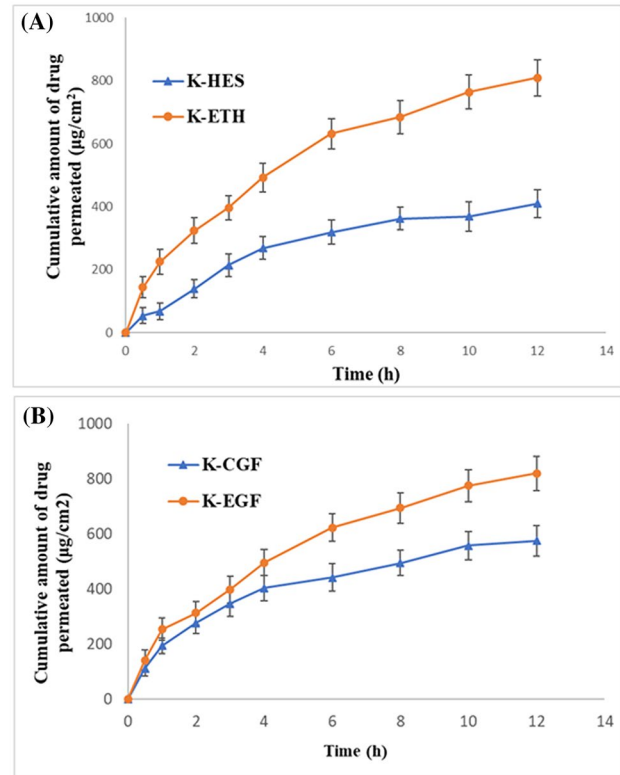 (A)
1000
800
600
400
200
0
Cumulative amount of drug
permeated (µg/cm²)
K-HES
K-ETH
0 2 4 6 8 10 12 14
Time (h)
(B)
1000
800
600
400
200
0
Cumulative amount of drug
permeated (µg/cm2)
K-CGF
K-EGF
0 2 4 6 8 10 12 14
Time (h)